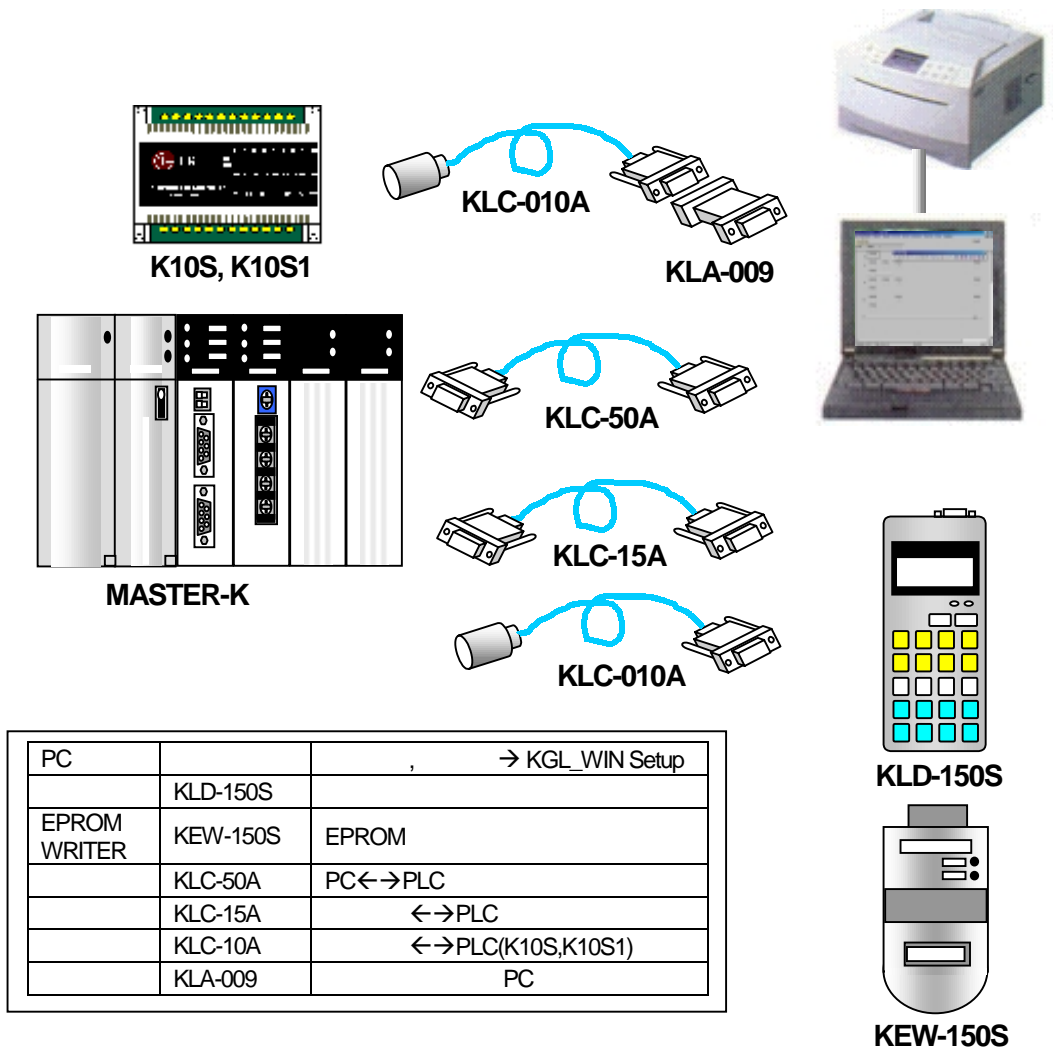 K10S, K10S1
KLC-010A
KLA-009
KLC-50A
MASTER-K
KLC-15A
KLC-010A
KLD-150S
KEW-150S
PC , → KGL_WIN Setup
KLD-150S
EPROM WRITER KEW-150S EPROM
KLC-50A PC←→PLC
KLC-15A ←→PLC
KLC-10A ←→PLC(K10S,K10S1)
KLA-009 PC